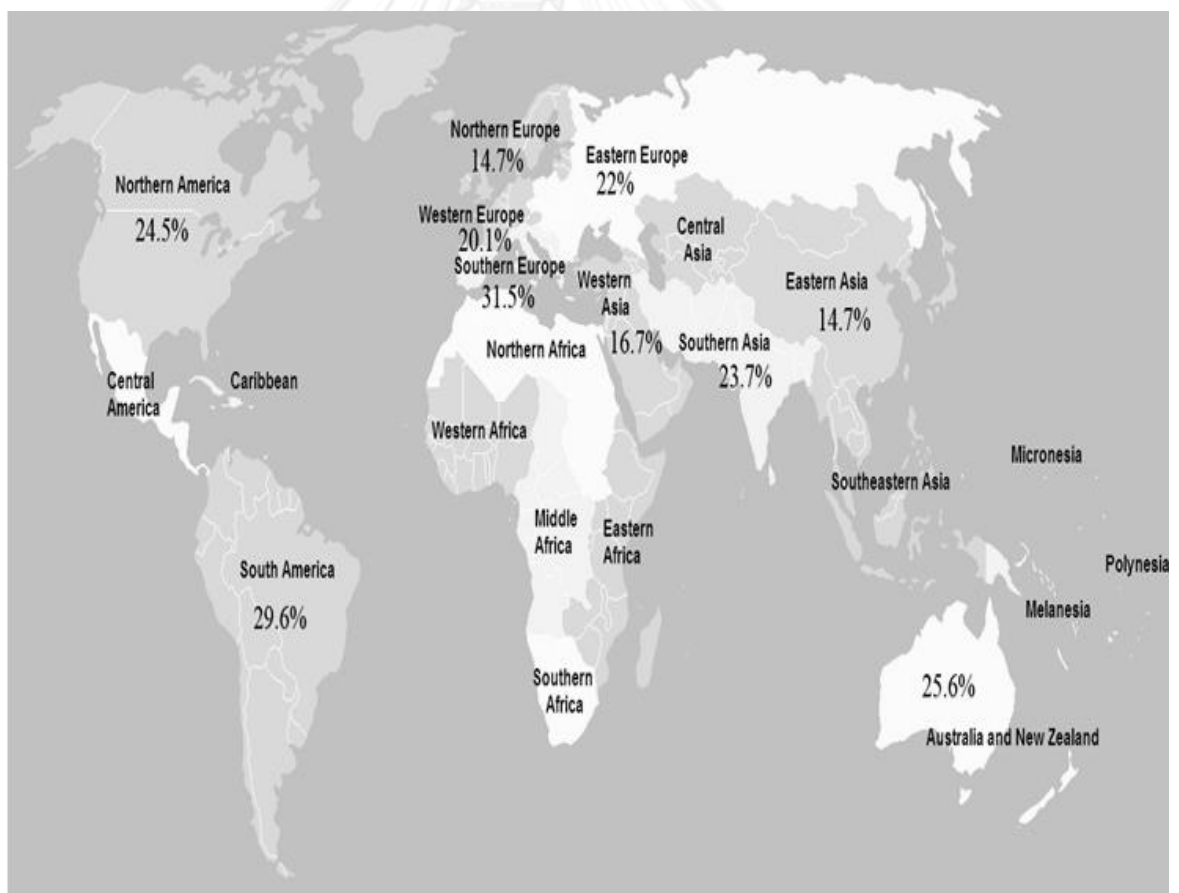 Northern Europe
14.7%
Eastern Europe
22%
Northern America
24.5%
Western Europe
20.1%
Southern Europe
31.5%
Central
Asia
Western
Asia
16.7%
Eastern Asia
14.7%
Southern Asia
23.7%
Northern Africa
Central
America
Caribbean
Western Africa
Micronesia
Southeastern Asia
Middle
Africa
Eastern
Africa
South America
29.6%
Polynesia
Melanesia
Southern
Africa
25.6%
Australia and New Zealand